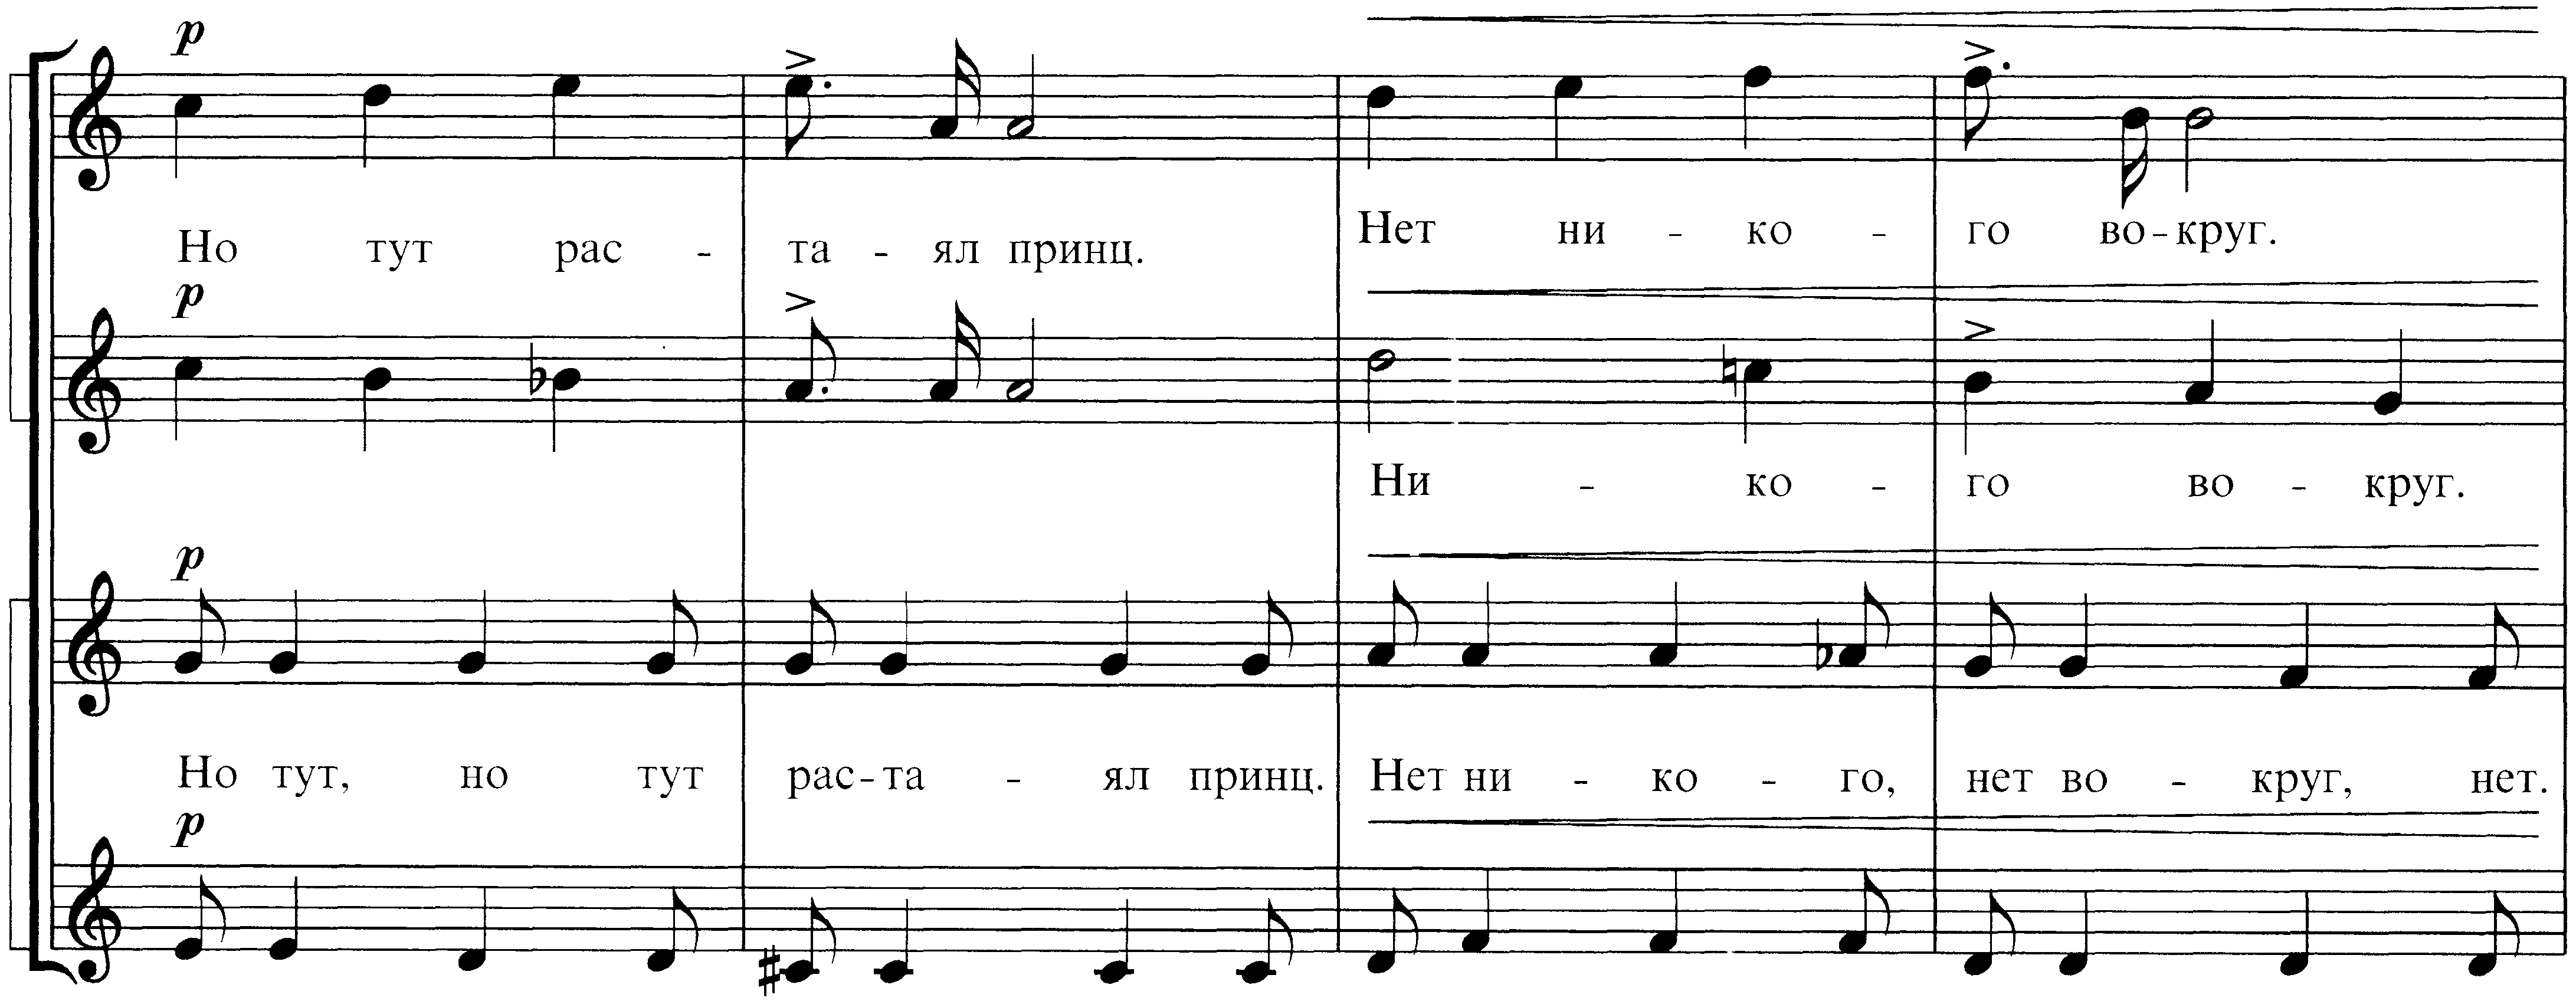 p
Но тут рас - та - ял принц. Нет ни - ко - го во - круг.
p
Ни - ко - го во - круг.
p
Но тут, но тут рас - та - ял принц. Нет ни - ко - го, нет во - круг, нет.
p